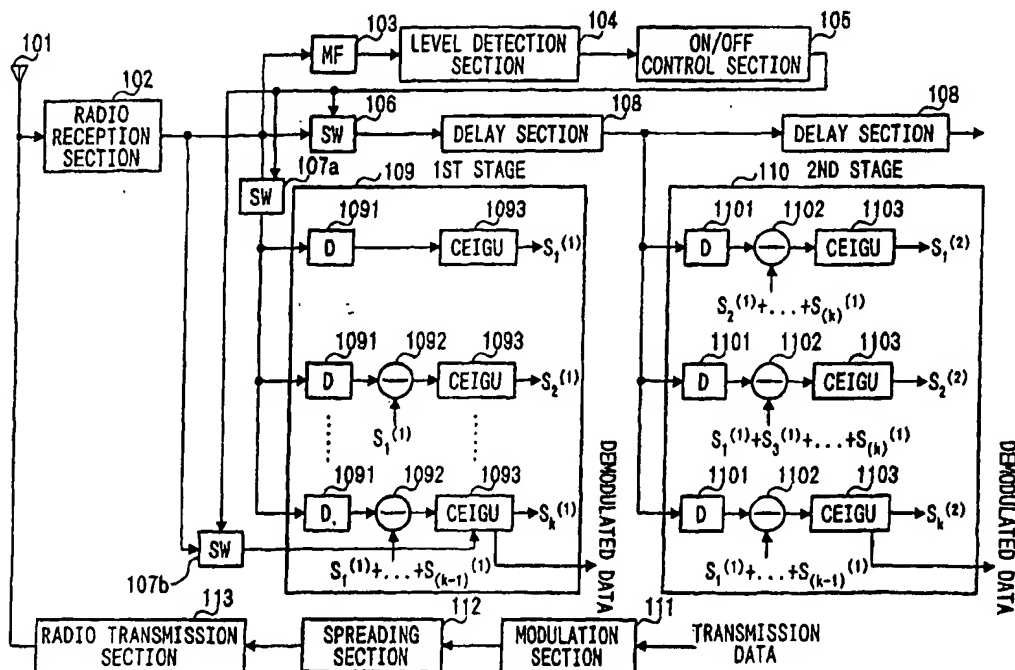 101
102
RADIO
RECEPTION
SECTION
103
MF
104
LEVEL DETECTION
SECTION
105
ON/OFF
CONTROL SECTION
106
SW
108
DELAY SECTION
108
DELAY SECTION
107a
SW
109
1ST STAGE
110
2ND STAGE
1091
D
1093
CEIGU
S₁⁽¹⁾
1101
D
1102
—
1103
CEIGU
S₁⁽²⁾
S₂⁽¹⁾+...+S₍ₖ₎⁽¹⁾
1091
D
1092
—
1093
CEIGU
S₂⁽¹⁾
S₁⁽¹⁾
1101
D
1102
—
1103
CEIGU
S₂⁽²⁾
S₁⁽¹⁾+S₃⁽¹⁾+...+S₍ₖ₎⁽¹⁾
1091
D.
1092
—
1093
CEIGU
Sₖ⁽¹⁾
S₁⁽¹⁾+...+S₍ₖ₋₁₎⁽¹⁾
1101
D
1102
—
1103
CEIGU
Sₖ⁽²⁾
S₁⁽¹⁾+...+S₍ₖ₋₁₎⁽¹⁾
DEMODULATED DATA
DEMODULATED DATA
SW
107b
113
RADIO TRANSMISSION
SECTION
112
SPREADING
SECTION
111
MODULATION
SECTION
TRANSMISSION
DATA